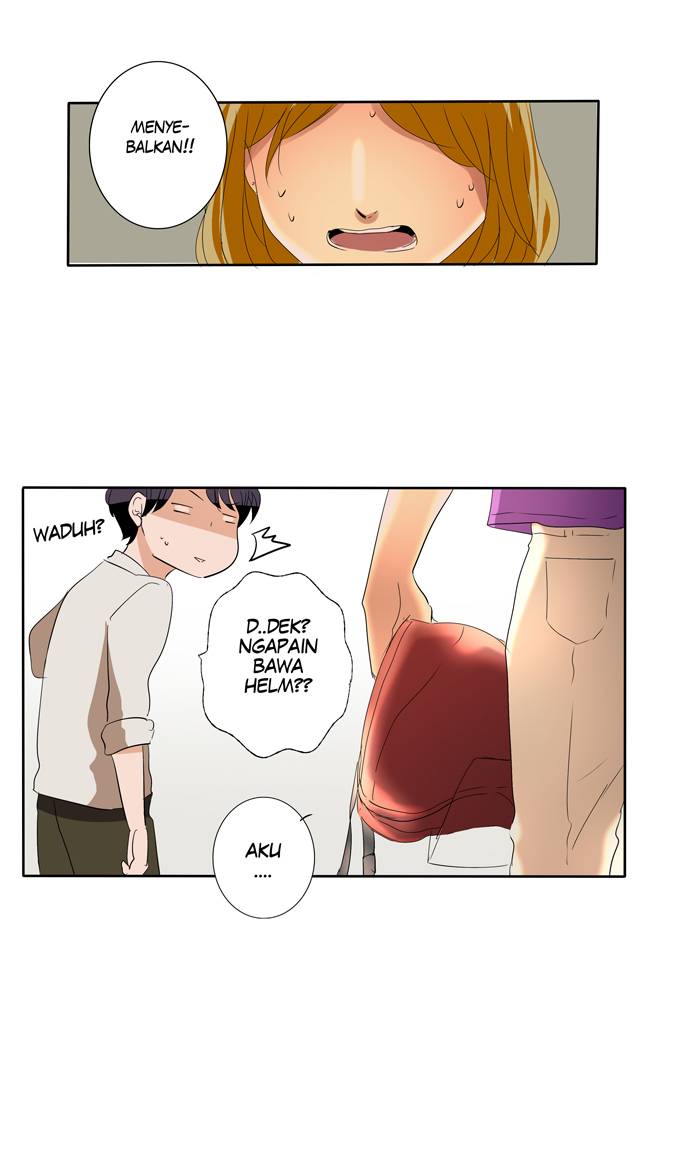 MENYE-
BALKAN!!
WADUH?
D..DEK?
NGAPAIN
BAWA
HELM??
AKU
....